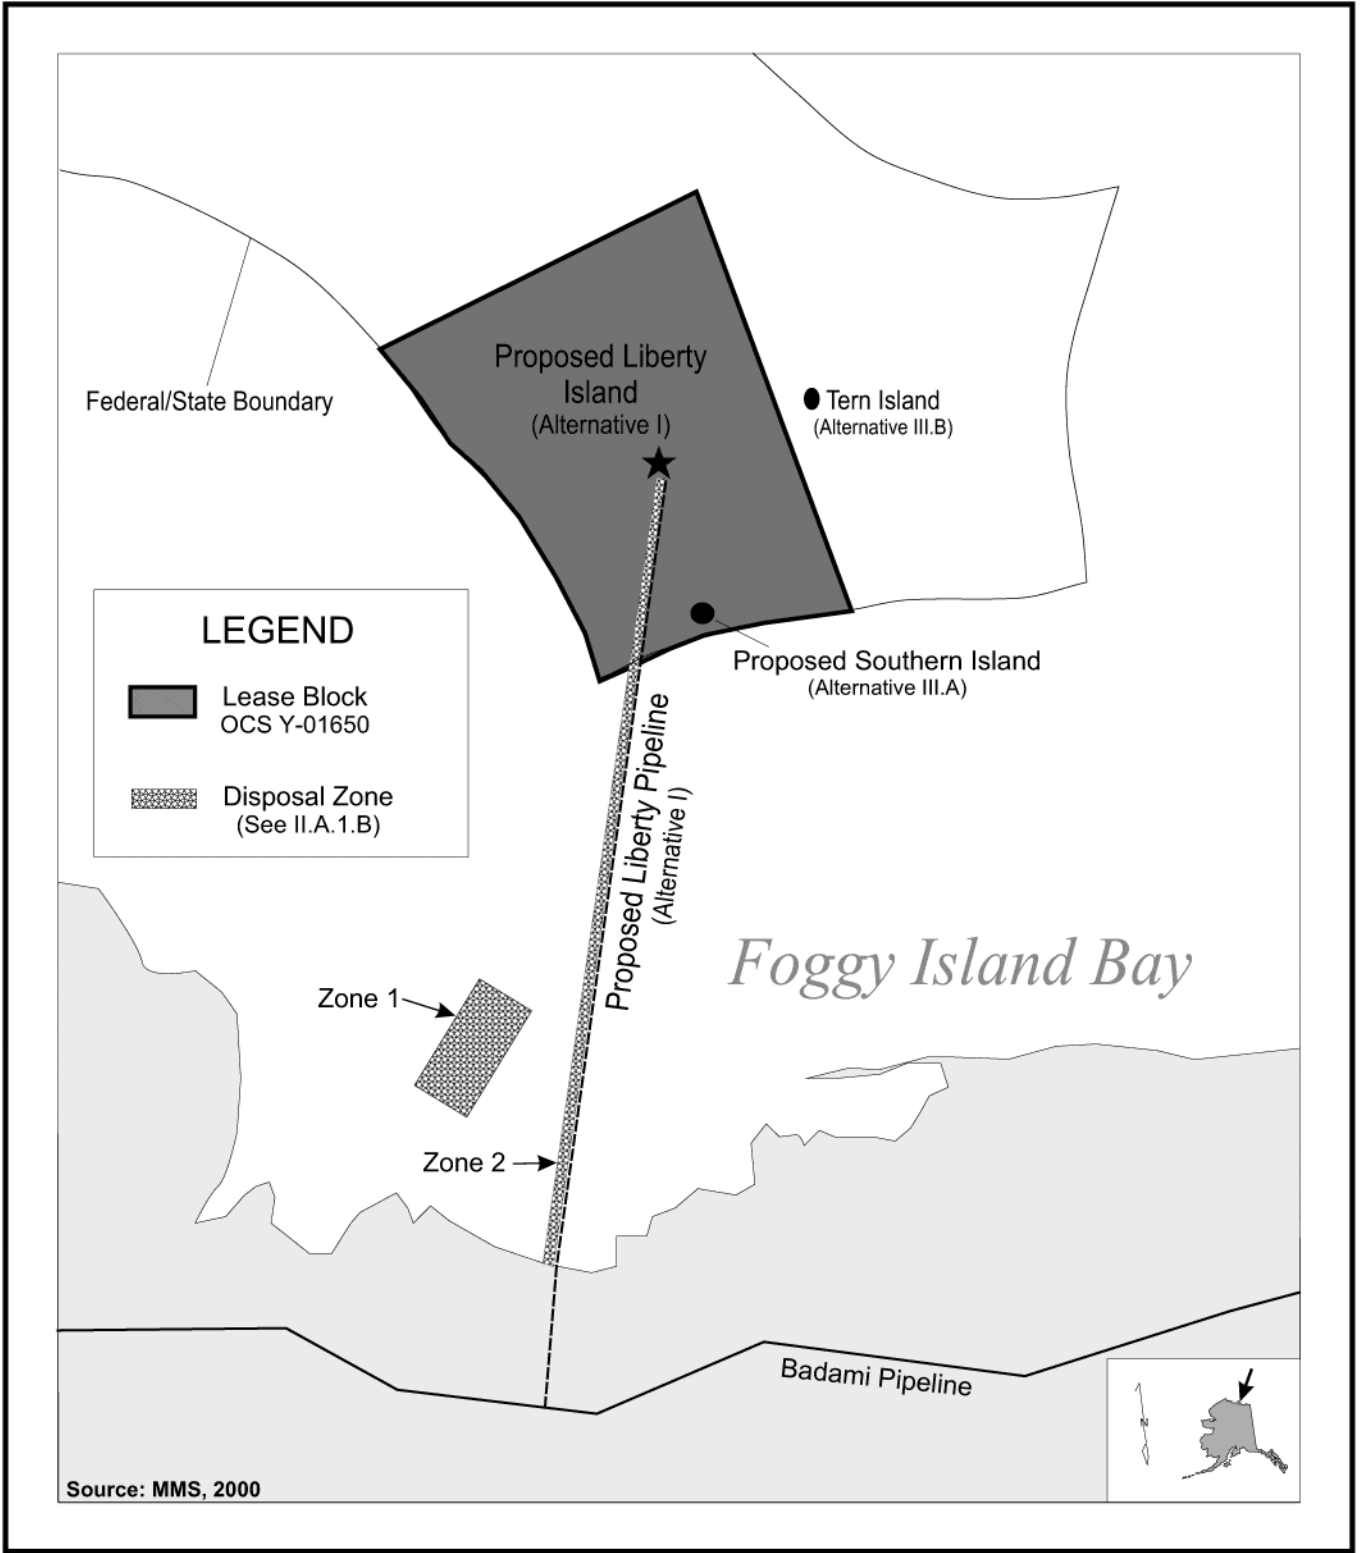 Proposed Liberty
Island
(Alternative I)
Federal/State Boundary
Tern Island
(Alternative III.B)
LEGEND
Lease Block
OCS Y-01650
Disposal Zone
(See II.A.1.B)
Proposed Southern Island
(Alternative III.A)
Proposed Liberty Pipeline
(Alternative I)
Foggy Island Bay
Zone 1
Zone 2
Badami Pipeline
N
Source: MMS, 2000